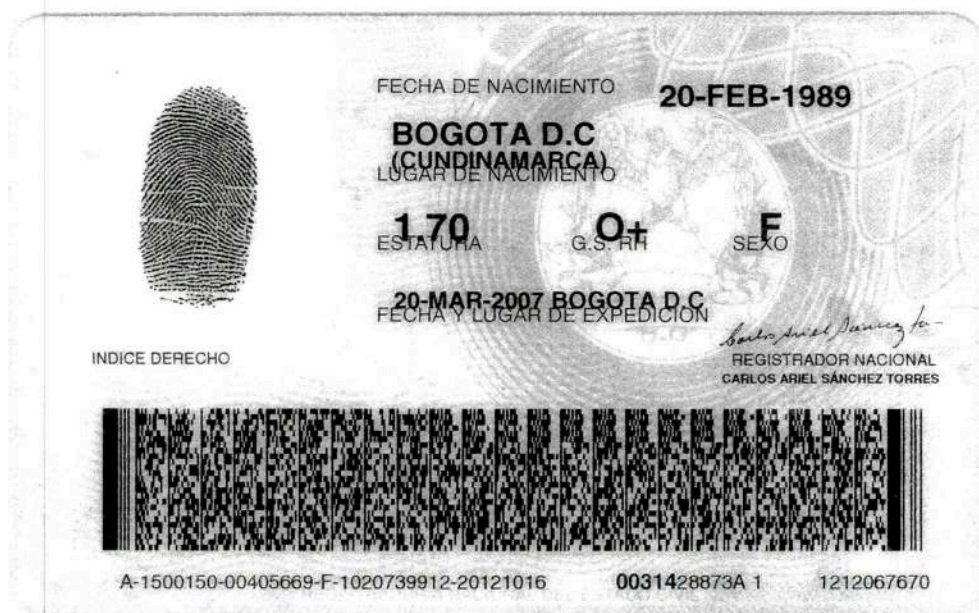 FECHA DE NACIMIENTO 20-FEB-1989
BOGOTA D.C
(CUNDINAMARCA)
LUGAR DE NACIMIENTO
1.70 O+ F
ESTATURA G.S. RH SEXO
20-MAR-2007 BOGOTA D.C
FECHA Y LUGAR DE EXPEDICION
INDICE DERECHO
REGISTRADOR NACIONAL
CARLOS ARIEL SÁNCHEZ TORRES
A-1500150-00405669-F-1020739912-20121016 0031428873A 1 1212067670